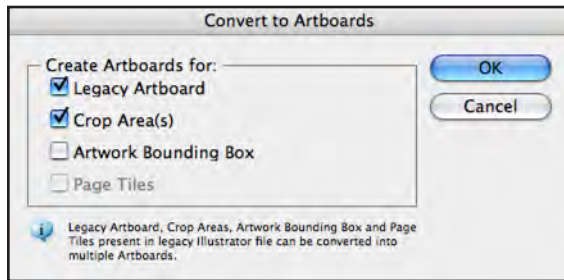 Convert to Artboards
Create Artboards for:
Legacy Artboard
Crop Area(s)
Artwork Bounding Box
Page Tiles
OK
Cancel
Legacy Artboard, Crop Areas, Artwork Bounding Box and Page
Tiles present in legacy Illustrator file can be converted into
multiple Artboards.